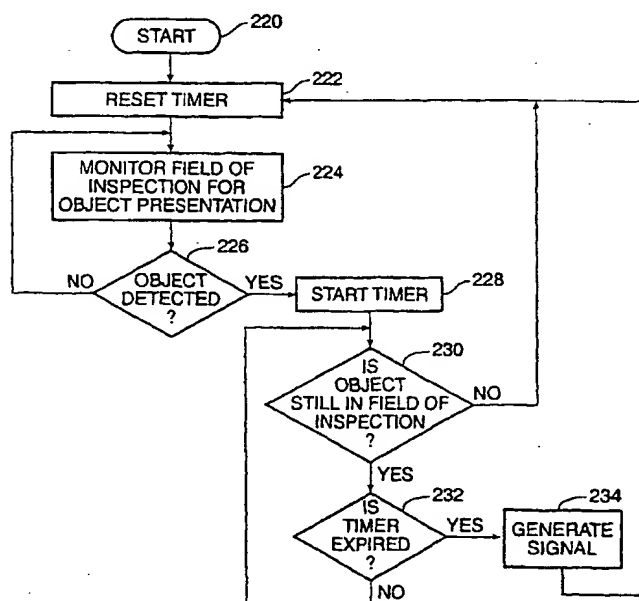 START
220
RESET TIMER
222
MONITOR FIELD OF
INSPECTION FOR
OBJECT PRESENTATION
224
226
OBJECT
DETECTED
?
NO
YES
START TIMER
228
230
IS
OBJECT
STILL IN FIELD OF
INSPECTION
?
NO
YES
232
IS
TIMER
EXPIRED
?
YES
NO
234
GENERATE
SIGNAL